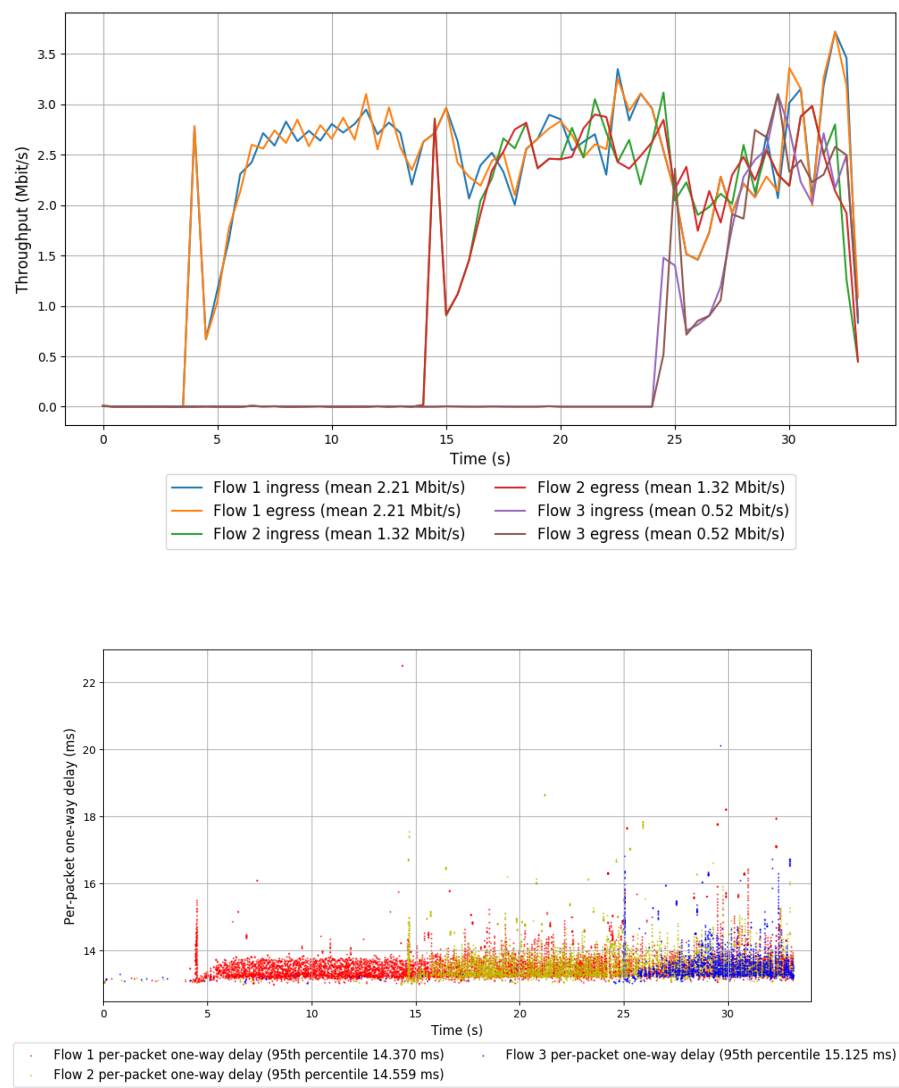 3.5
3.0
2.5
2.0
1.5
1.0
0.5
0.0
Throughput (Mbit/s)
0 5 10 15 20 25 30
Time (s)
Flow 1 ingress (mean 2.21 Mbit/s) Flow 2 egress (mean 1.32 Mbit/s)
Flow 1 egress (mean 2.21 Mbit/s) Flow 3 ingress (mean 0.52 Mbit/s)
Flow 2 ingress (mean 1.32 Mbit/s) Flow 3 egress (mean 0.52 Mbit/s)
22
20
18
16
14
Per-packet one-way delay (ms)
0 5 10 15 20 25 30
Time (s)
Flow 1 per-packet one-way delay (95th percentile 14.370 ms) Flow 3 per-packet one-way delay (95th percentile 15.125 ms)
Flow 2 per-packet one-way delay (95th percentile 14.559 ms)